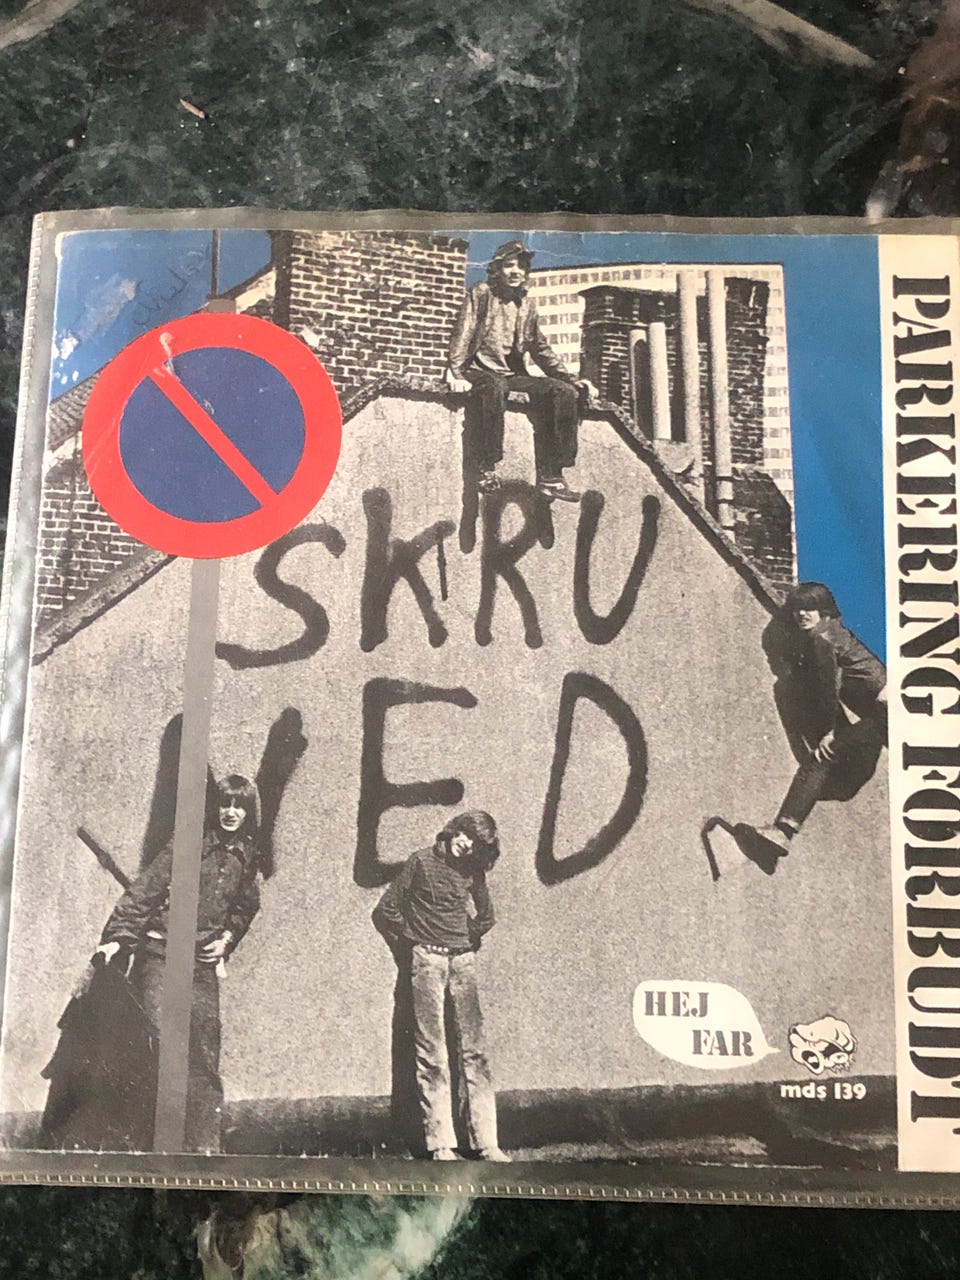 SKRU
VED
PARKERING FORBUDT
HEJ
FAR
mds 139